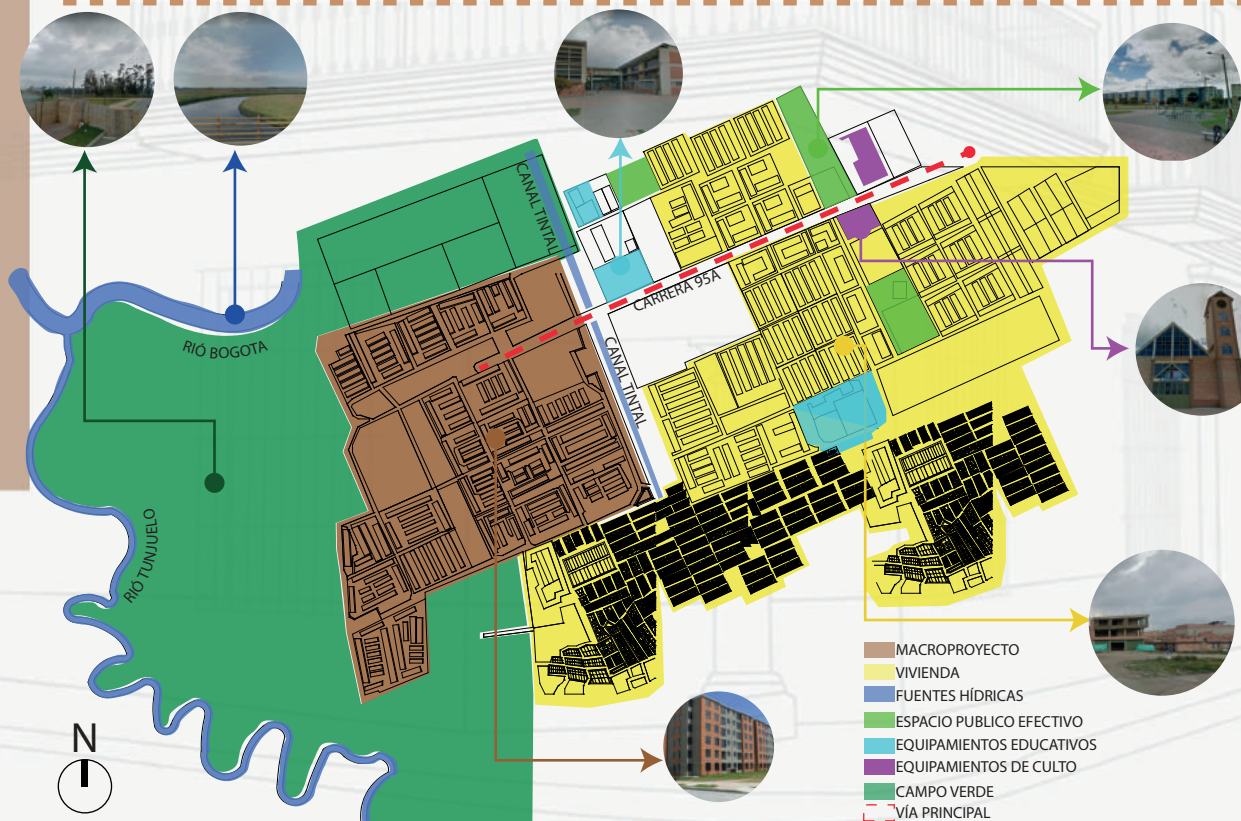 CANAL TINTAL
CARRERA 95A
RIÓ BOGOTA
CANAL TINTAL
RIÓ TUNJUELO
N
MACROPROYECTO
VIVIENDA
FUENTES HÍDRICAS
ESPACIO PUBLICO EFECTIVO
EQUIPAMIENTOS EDUCATIVOS
EQUIPAMIENTOS DE CULTO
CAMPO VERDE
VÍA PRINCIPAL